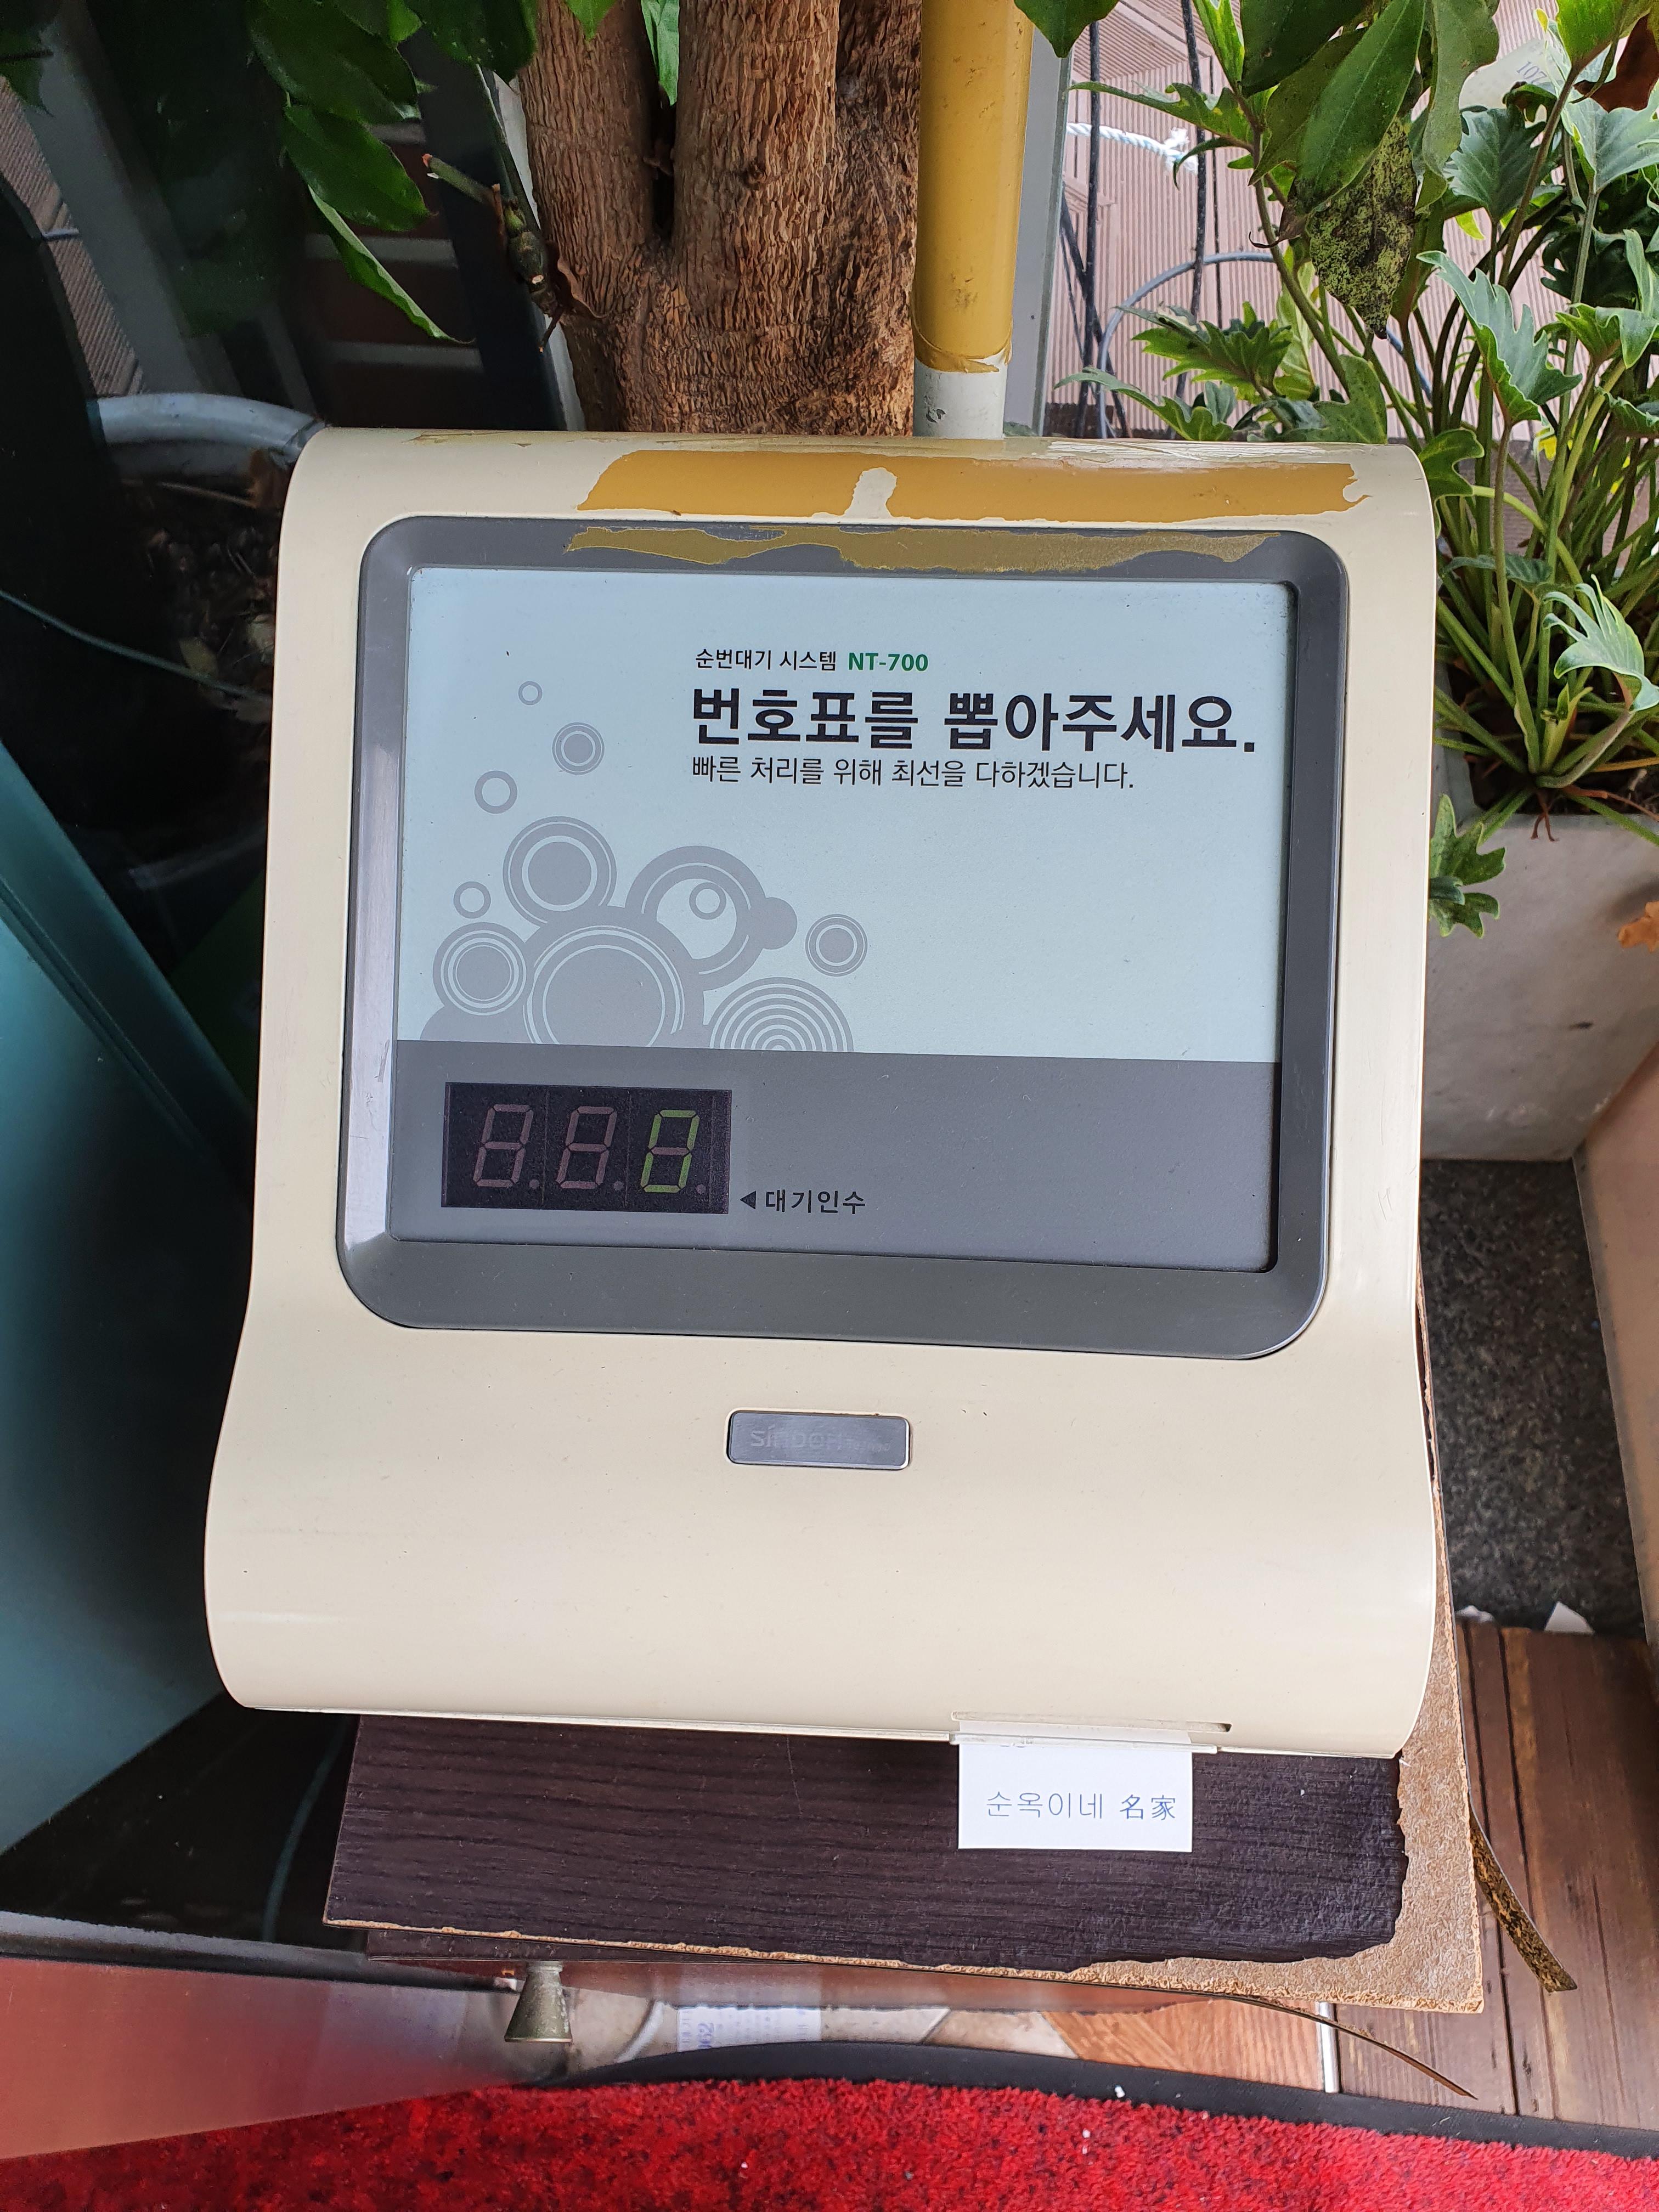 순번대기 시스템 NT-700
번호표를 뽑아주세요.
빠른 처리를 위해 최선을 다하겠습니다.
0
◀ 대기인수
SINDOH
순옥이네 名家